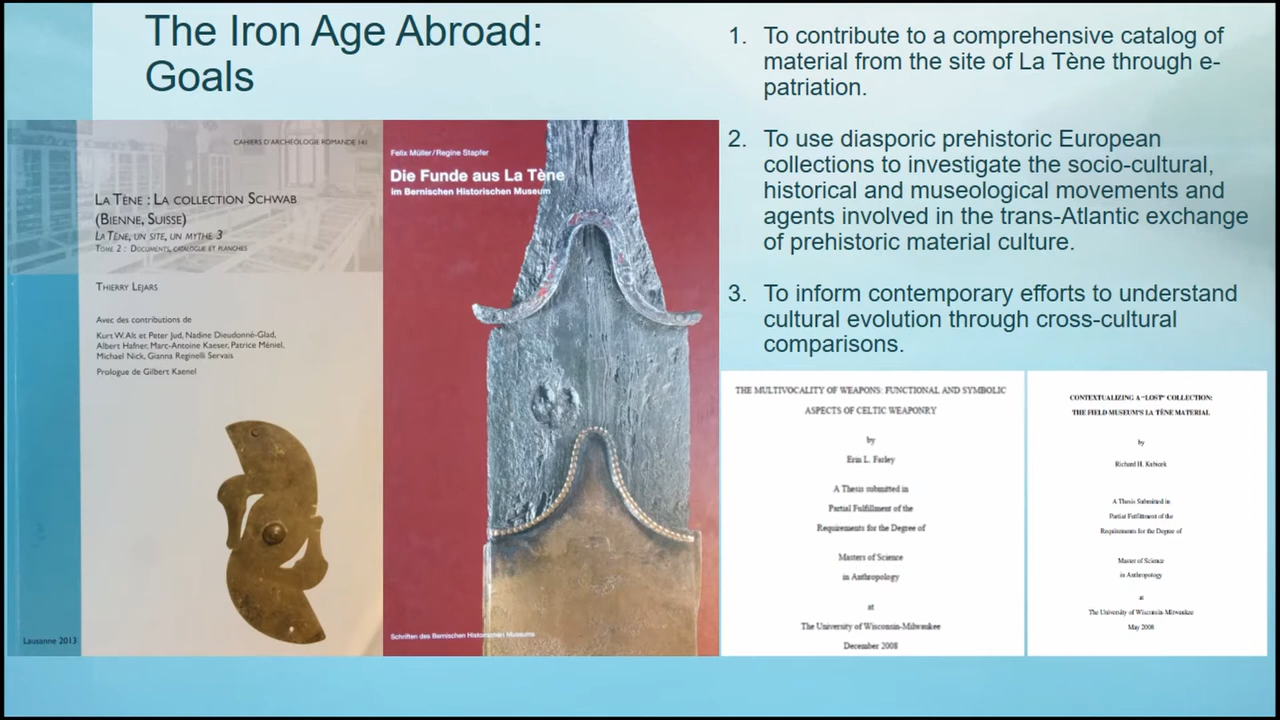 The Iron Age Abroad:
Goals
1. To contribute to a comprehensive catalog of
material from the site of La Tène through e-
patriation.
2. To use diasporic prehistoric European
collections to investigate the socio-cultural,
historical and museological movements and
agents involved in the trans-Atlantic exchange
of prehistoric material culture.
3. To inform contemporary efforts to understand
cultural evolution through cross-cultural
comparisons.
CAHIERS D'ARCHÉOLOGIE ROMANDE 141
LA TÈNE : LA COLLECTION SCHWAB
(BIENNE, SUISSE)
LA TÈNE, UN SITE, UN MYTHE 3
TOME 2 : DOCUMENTS, CATALOGUE ET PLANCHES
THIERRY LEJARS
Avec des contributions de
Kurt W. Alt et Peter Jud, Nadine Dieudonné-Glad,
Albert Hafner, Marc-Antoine Kaeser, Patrice Méniel,
Michael Nick, Gianna Reginelli Servais
Prologue de Gilbert Kaenel
Lausanne 2013
Felix Müller/Regine Stapfer
Die Funde aus La Tène
im Bernischen Historischen Museum
Schriften des Bernischen Historischen Museums
THE MULTIVOCALITY OF WEAPONS: FUNCTIONAL AND SYMBOLIC
ASPECTS OF CELTIC WEAPONRY
by
Erin L. Farley
A Thesis submitted in
Partial Fulfillment of the
Requirements for the Degree of
Masters of Science
in Anthropology
at
The University of Wisconsin-Milwaukee
December 2008
CONTEXTUALIZING A "LOST" COLLECTION:
THE FIELD MUSEUM'S LA TÈNE MATERIAL
by
Richard H. Kubicek
A Thesis Submitted in
Partial Fulfillment of the
Requirements for the Degree of
Master of Science
in Anthropology
at
The University of Wisconsin-Milwaukee
May 2008